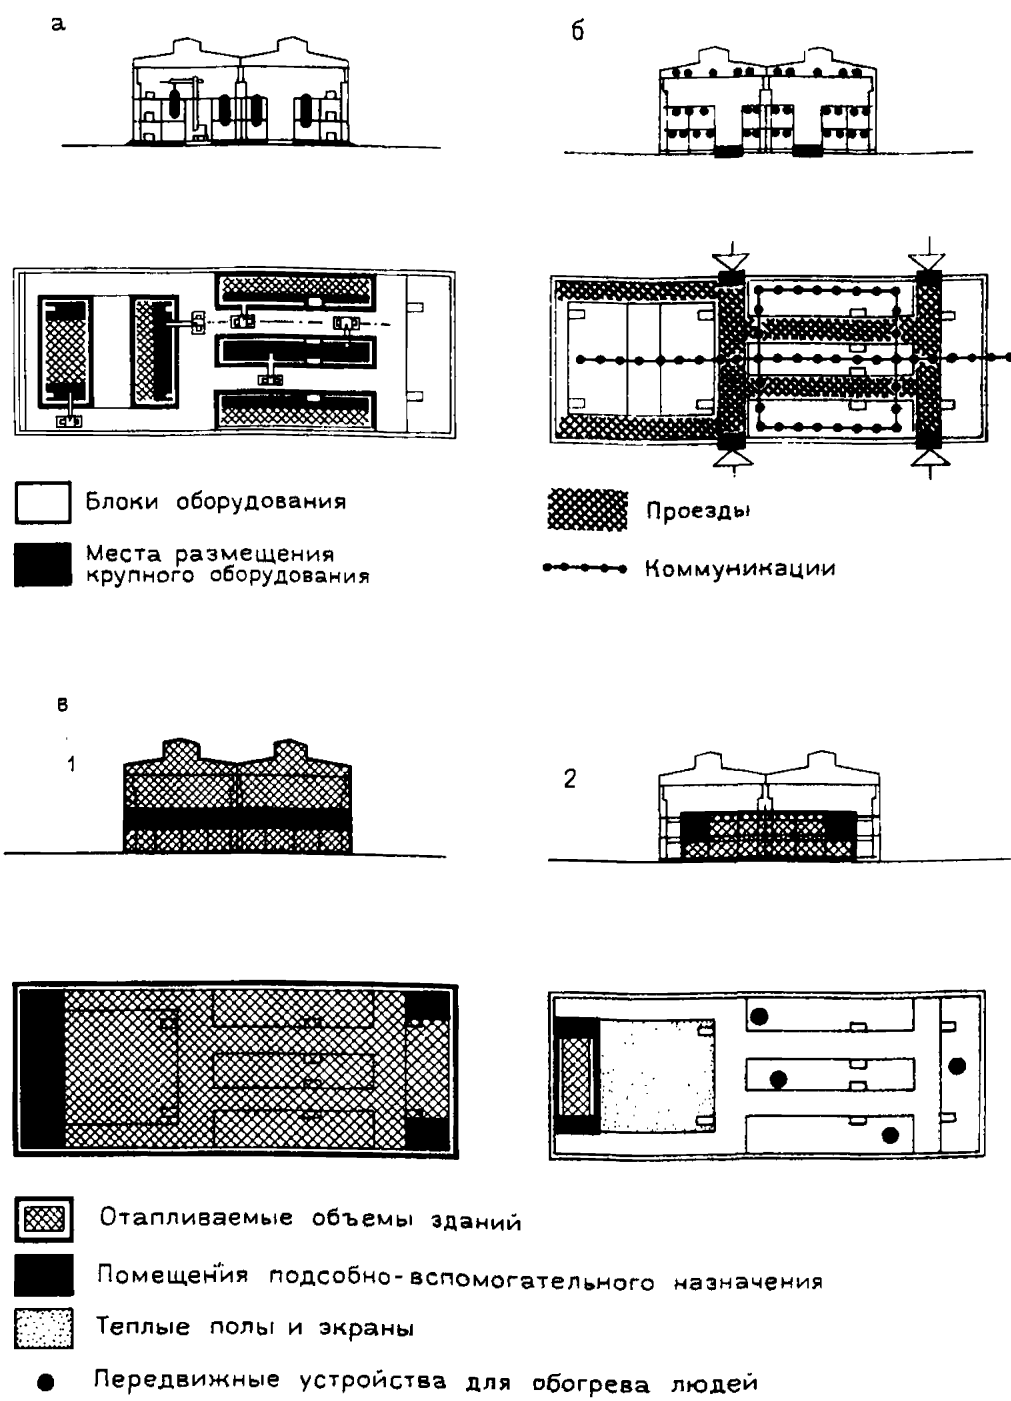 а
б
Блоки оборудования
Места размещения
крупного оборудования
Проезды
Коммуникации
в
1
2
Отапливаемые объемы зданий
Помещения подсобно-вспомогательного назначения
Теплые полы и экраны
Передвижные устройства для обогрева людей